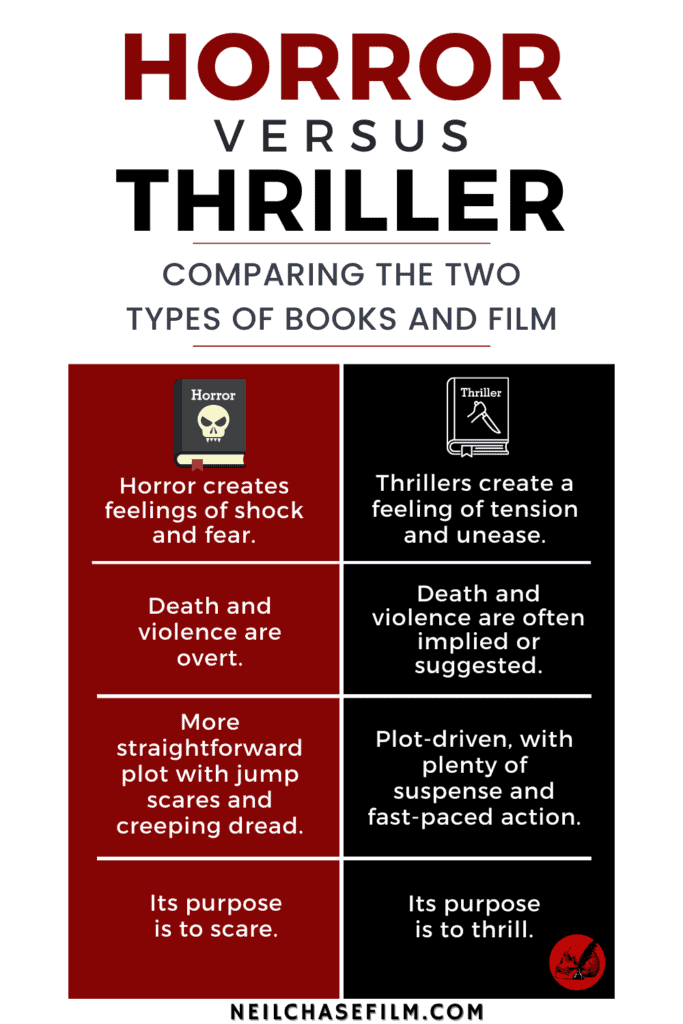 HORROR
VERSUS
THRILLER
COMPARING THE TWO
TYPES OF BOOKS AND FILM
Horror
Horror creates
feelings of shock
and fear.
Thriller
Thrillers create a
feeling of tension
and unease.
Death and
violence are
overt.
Death and
violence are often
implied or
suggested.
More
straightforward
plot with jump
scares and
creeping dread.
Plot-driven, with
plenty of
suspense and
fast-paced action.
Its purpose
is to scare.
Its purpose
is to thrill.
NEILCHASEFILM.COM